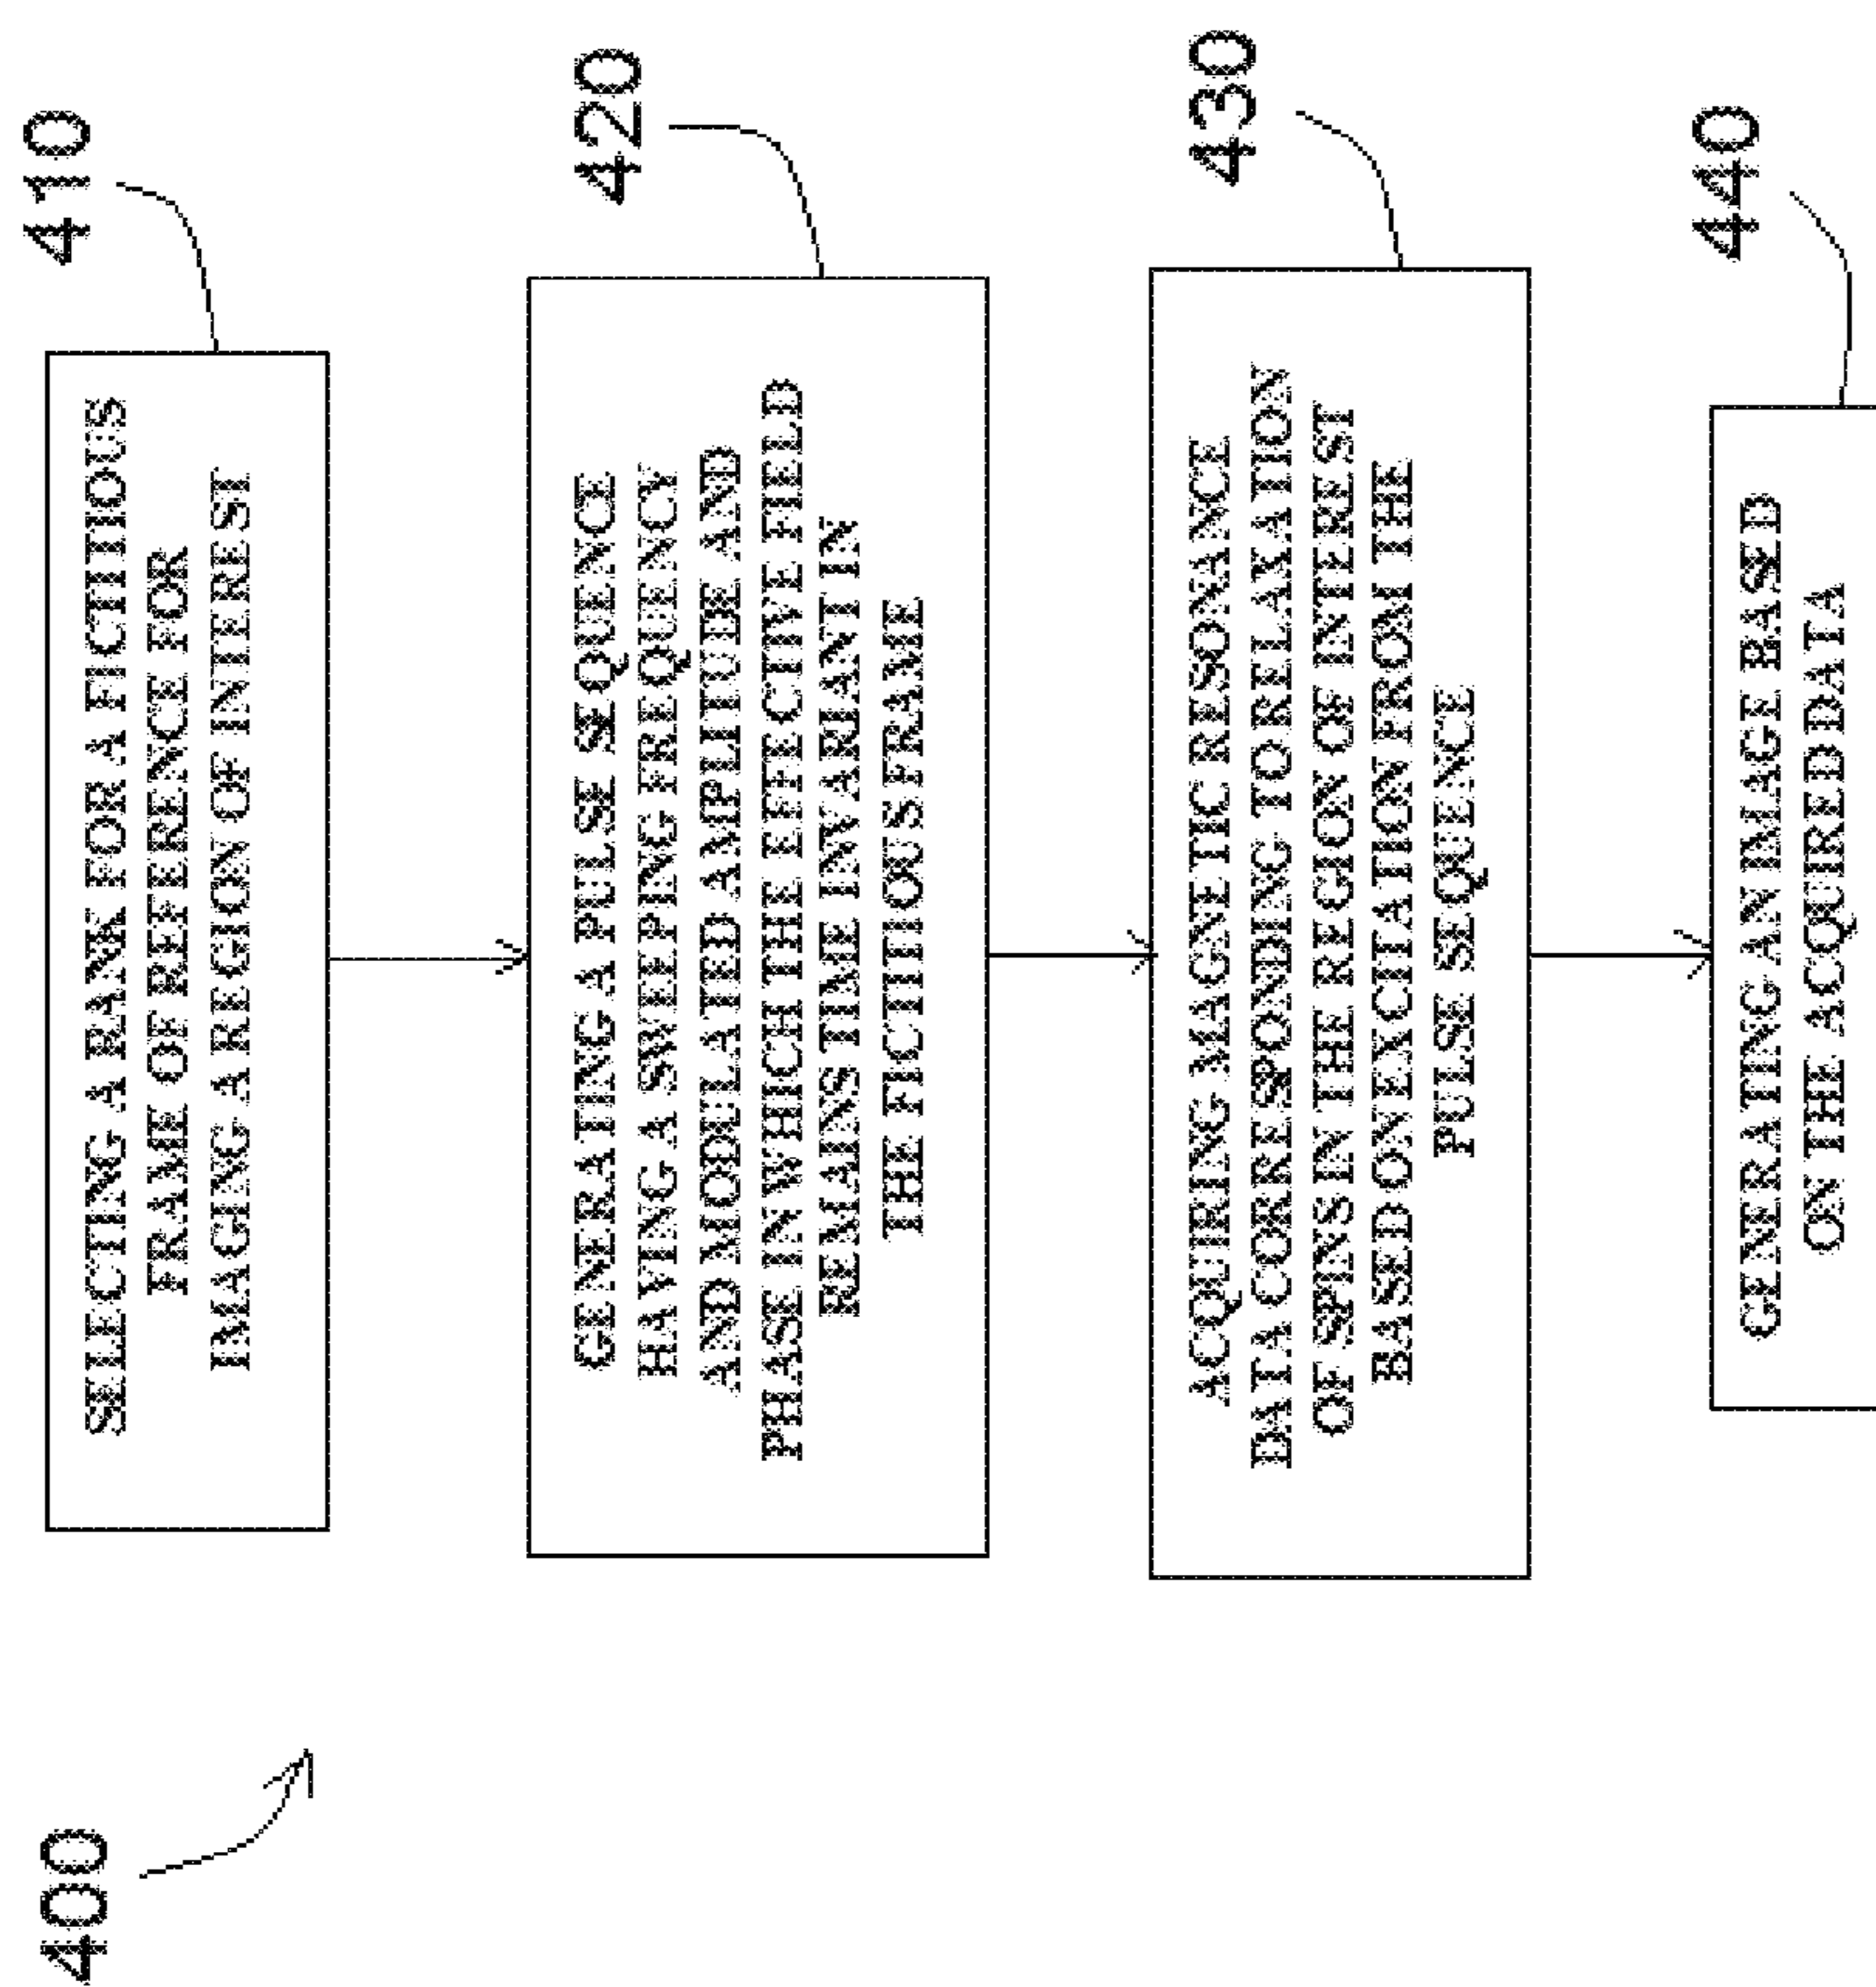 400
410
SELECTING A RANK FOR A FICTITIOUS
FRAME OF REFERENCE FOR
IMAGING A REGION OF INTEREST
420
GENERATING A PULSE SEQUENCE
HAVING A SWEEPING FREQUENCY
AND MODULATED AMPLITUDE AND
PHASE IN WHICH THE EFFECTIVE FIELD
REMAINS TIME INVARIANT IN
THE FICTITIOUS FRAME
430
ACQUIRING MAGNETIC RESONANCE
DATA CORRESPONDING TO RELAXATION
OF SPINS IN THE REGION OF INTEREST
BASED ON EXCITATION FROM THE
PULSE SEQUENCE
440
GENERATING AN IMAGE BASED
ON THE ACQUIRED DATA